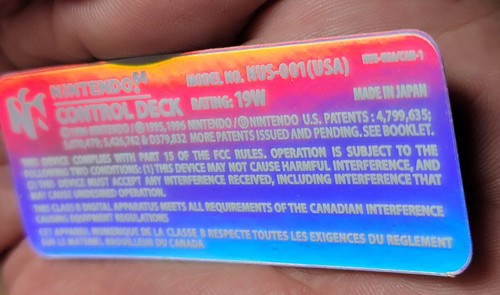 NINTENDO64 MODEL NO. NUS-001(USA) NUS-USA/CAN-1
CONTROL DECK RATING: 19W MADE IN JAPAN
NINTENDO / ©1995,1996 NINTENDO / NINTENDO U.S. PATENTS : 4,799,635;
5,426,762 & D379,832 MORE PATENTS ISSUED AND PENDING. SEE BOOKLET.
THIS DEVICE COMPLIES WITH PART 15 OF THE FCC RULES. OPERATION IS SUBJECT TO THE
FOLLOWING TWO CONDITIONS: (1) THIS DEVICE MAY NOT CAUSE HARMFUL INTERFERENCE, AND
(2) THIS DEVICE MUST ACCEPT ANY INTERFERENCE RECEIVED, INCLUDING INTERFERENCE THAT
MAY CAUSE UNDESIRED OPERATION.
THIS CLASS B DIGITAL APPARATUS MEETS ALL REQUIREMENTS OF THE CANADIAN INTERFERENCE
CAUSING EQUIPMENT REGULATIONS
CET APPAREIL NUMERIQUE DE LA CLASSE B RESPECTE TOUTES LES EXIGENCES DU REGLEMENT
SUR LE MATERIEL BROUILLEUR DU CANADA